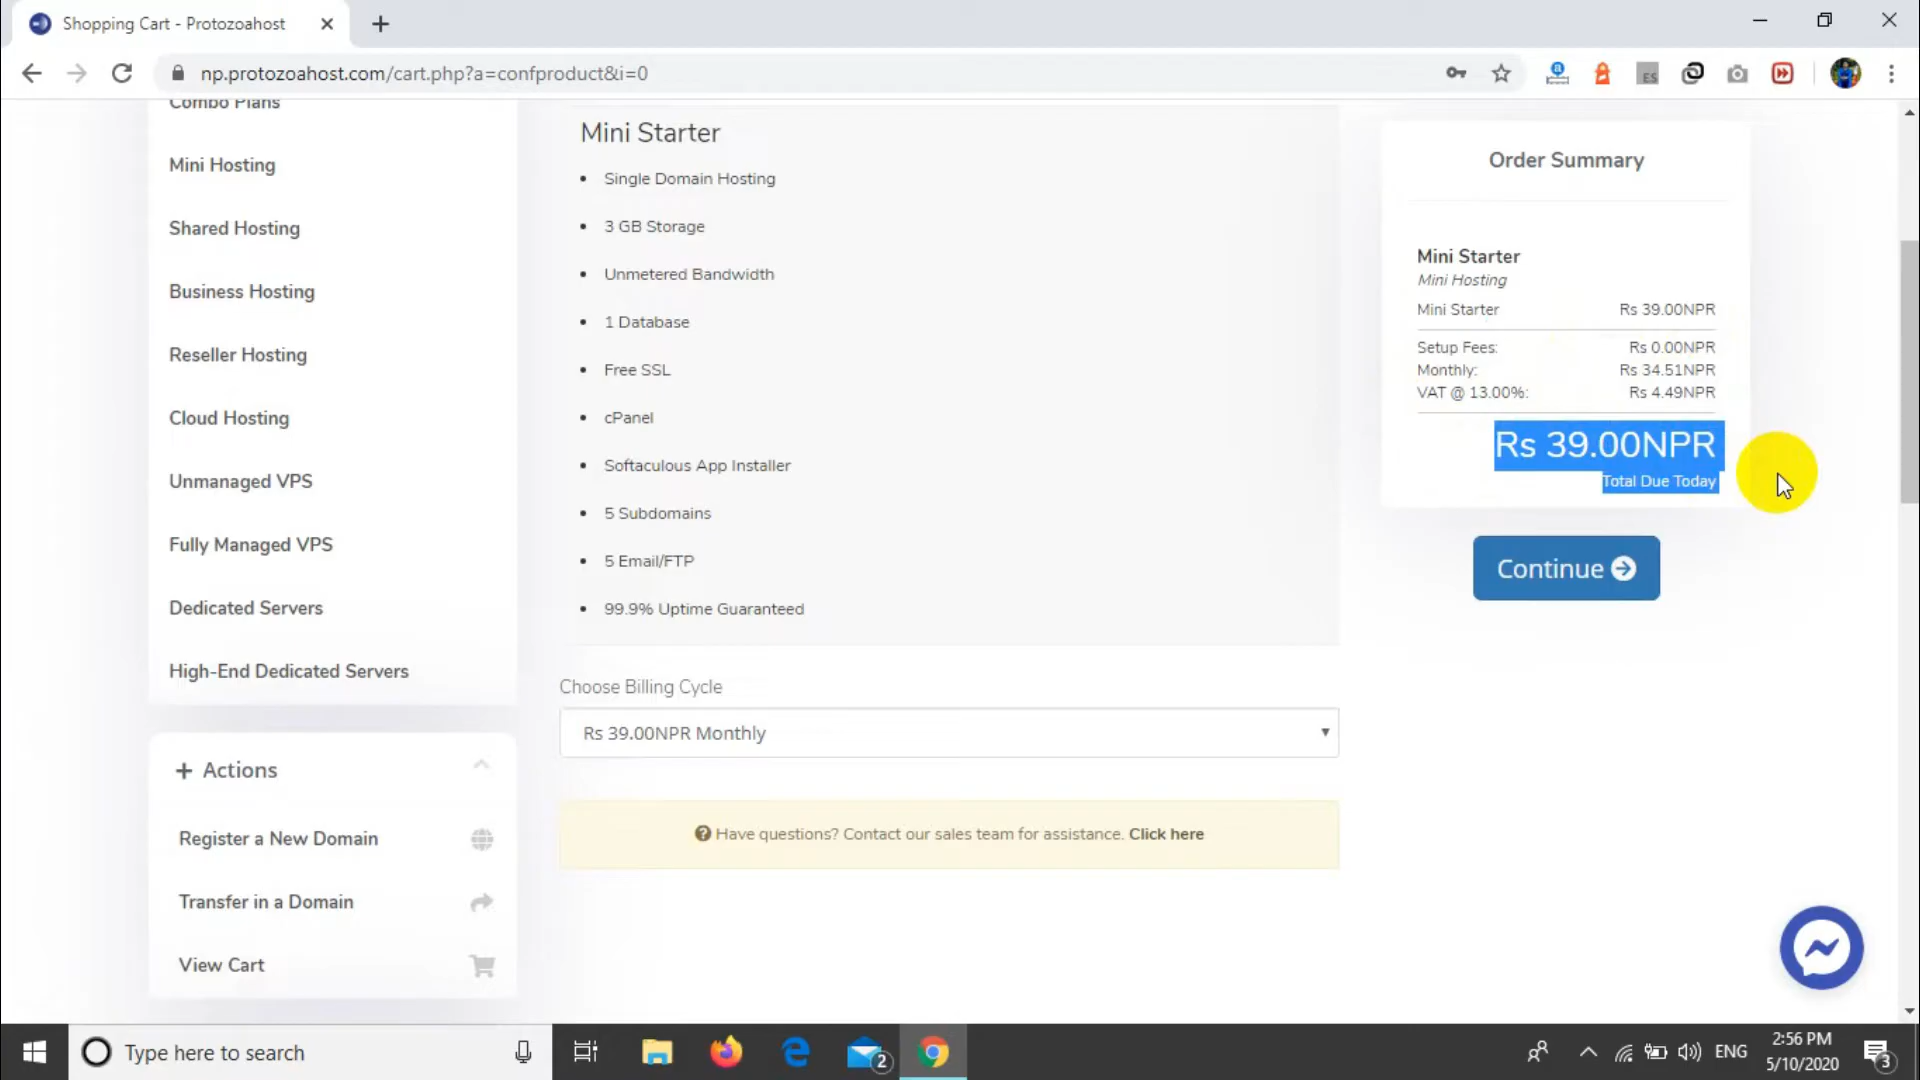 Shopping Cart - Protozoahost
np.protozoahost.com/cart.php?a=confproduct&i=0
ES
Combo Plans
Mini Hosting
Shared Hosting
Business Hosting
Reseller Hosting
Cloud Hosting
Unmanaged VPS
Fully Managed VPS
Dedicated Servers
High-End Dedicated Servers
Actions
Register a New Domain
Transfer in a Domain
View Cart
Mini Starter
Single Domain Hosting
3 GB Storage
Unmetered Bandwidth
1 Database
Free SSL
cPanel
Softaculous App Installer
5 Subdomains
5 Email/FTP
99.9% Uptime Guaranteed
Choose Billing Cycle
Rs 39.00NPR Monthly
Have questions? Contact our sales team for assistance. Click here
Order Summary
Mini Starter
Mini Hosting
Mini Starter Rs 39.00NPR
Setup Fees: Rs 0.00NPR
Monthly: Rs 34.51NPR
VAT @ 13.00%: Rs 4.49NPR
Rs 39.00NPR
Total Due Today
Continue
Type here to search
2
ENG
2:56 PM
5/10/2020
3